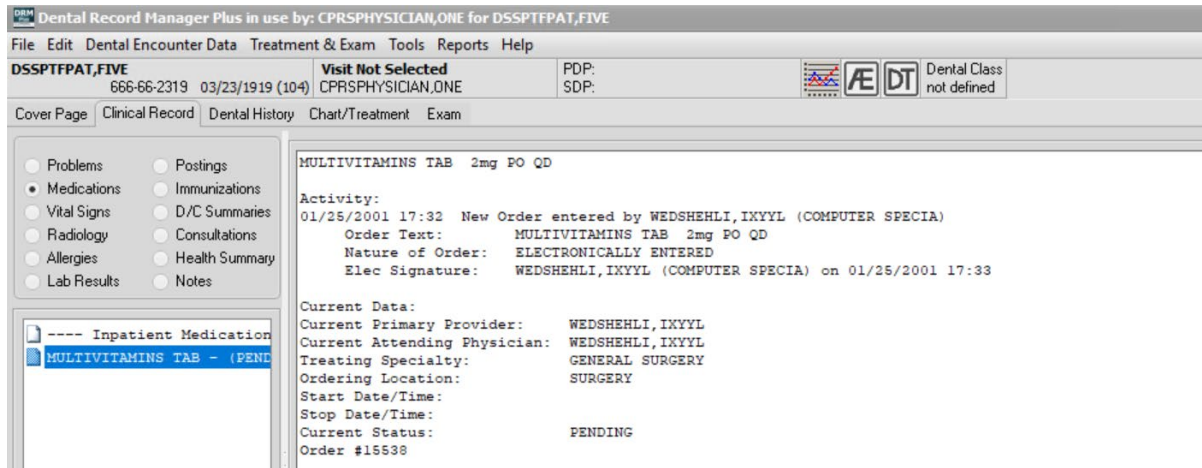 DRM Plus Dental Record Manager Plus in use by: CPRSPHYSICIAN,ONE for DSSPTFPAT,FIVE
File Edit Dental Encounter Data Treatment & Exam Tools Reports Help
DSSPTFPAT,FIVE Visit Not Selected PDP: Dental Class
666-66-2319 03/23/1919 (104) CPRSPHYSICIAN,ONE SDP: Æ DT not defined
Cover Page Clinical Record Dental History Chart/Treatment Exam
Problems Postings
Medications Immunizations
Vital Signs D/C Summaries
Radiology Consultations
Allergies Health Summary
Lab Results Notes
---- Inpatient Medication
MULTIVITAMINS TAB - (PEND
MULTIVITAMINS TAB 2mg PO QD
Activity:
01/25/2001 17:32 New Order entered by WEDSHEHLI,IXYYL (COMPUTER SPECIA)
Order Text: MULTIVITAMINS TAB 2mg PO QD
Nature of Order: ELECTRONICALLY ENTERED
Elec Signature: WEDSHEHLI,IXYYL (COMPUTER SPECIA) on 01/25/2001 17:33
Current Data:
Current Primary Provider: WEDSHEHLI,IXYYL
Current Attending Physician: WEDSHEHLI,IXYYL
Treating Specialty: GENERAL SURGERY
Ordering Location: SURGERY
Start Date/Time:
Stop Date/Time:
Current Status: PENDING
Order #15538